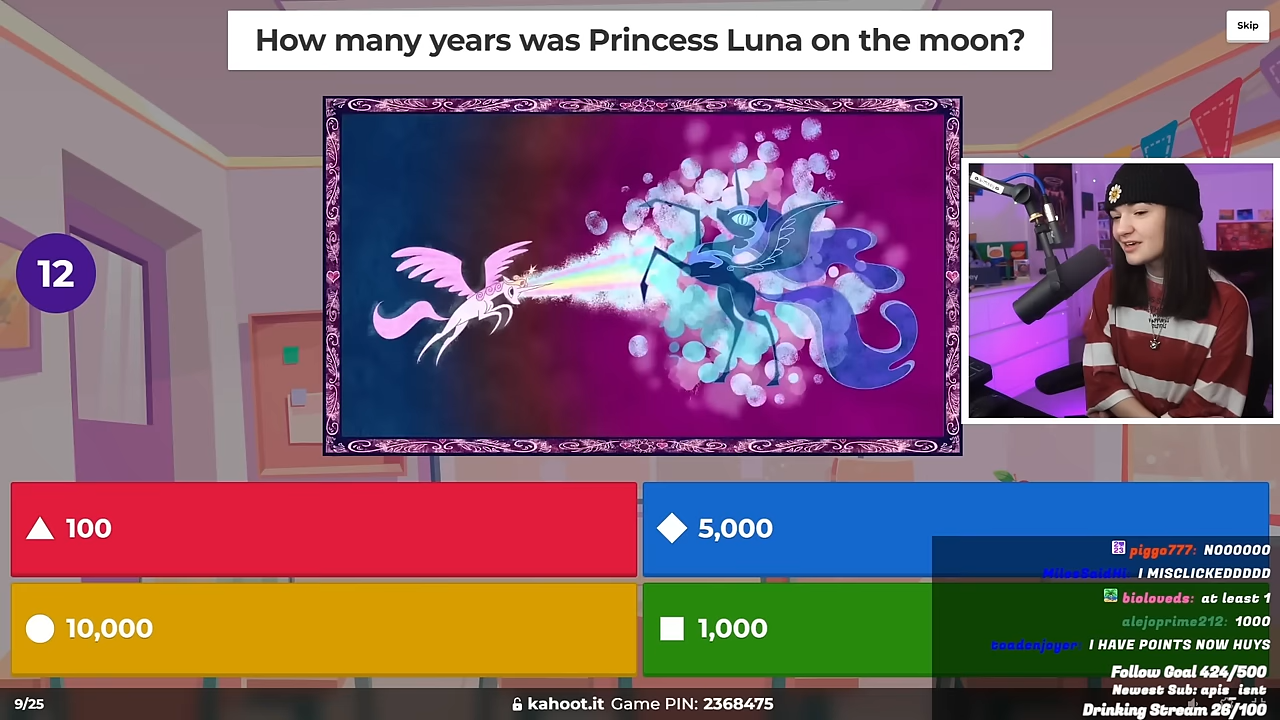 How many years was Princess Luna on the moon?
Skip
12
100
5,000
10,000
1,000
piggo777: NOOOOOO
MilesSaidHi: I MISCLICKEDDDDD
bioloveds: at least 1
alejoprime212: 1000
toadenjoyer: I HAVE POINTS NOW HUYS
Follow Goal 424/500
Newest Sub: apis_isnt
Drinking Stream 26/100
9/25
kahoot.it Game PIN: 2368475